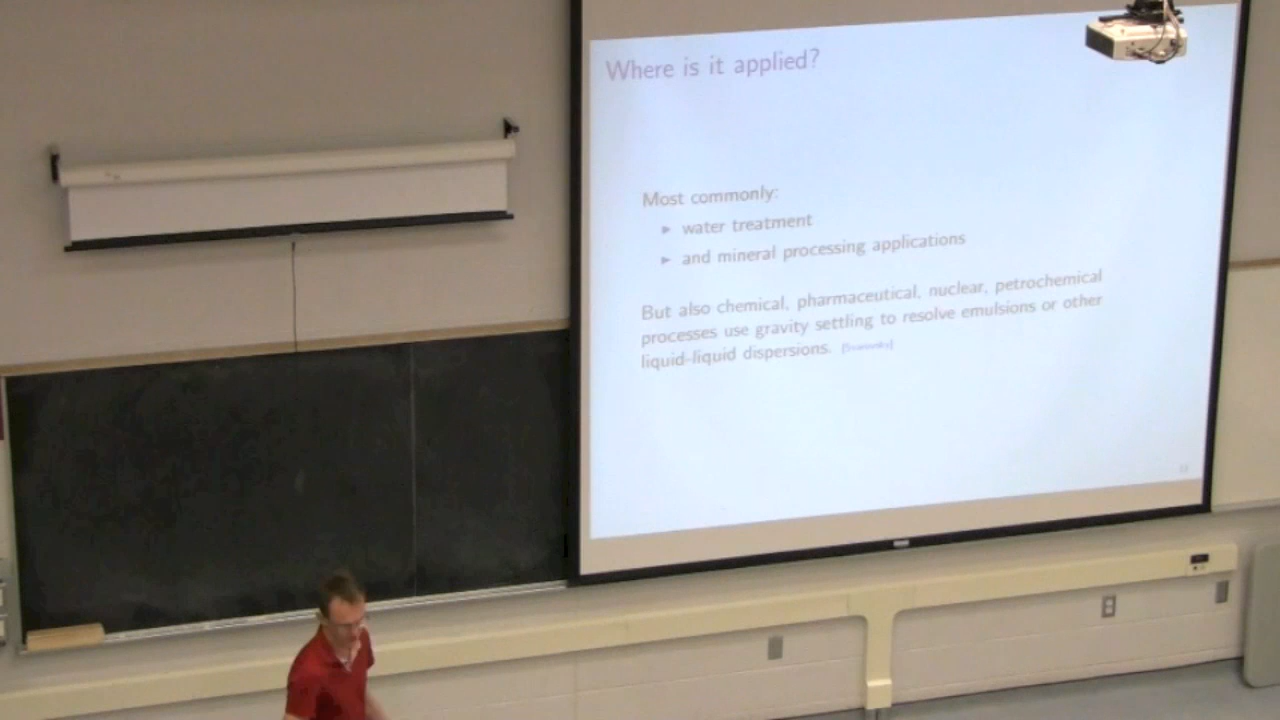 Where is it applied?
Most commonly:
▶ water treatment
▶ and mineral processing applications
But also chemical, pharmaceutical, nuclear, petrochemical
processes use gravity settling to resolve emulsions or other
liquid-liquid dispersions.